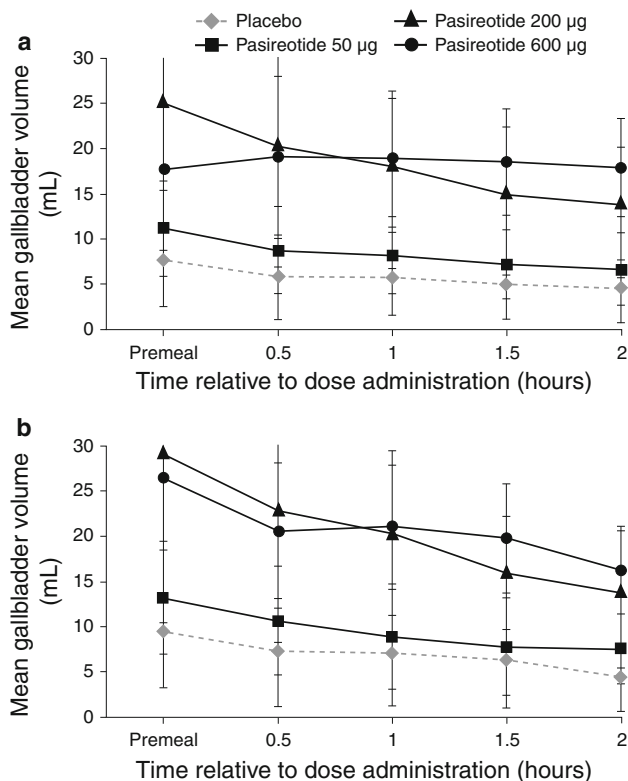 Placebo
Pasireotide 200 µg
Pasireotide 50 µg
Pasireotide 600 µg
a
Mean gallbladder volume
(mL)
30
25
20
15
10
5
0
Premeal 0.5 1 1.5 2
Time relative to dose administration (hours)
b
Mean gallbladder volume
(mL)
30
25
20
15
10
5
0
Premeal 0.5 1 1.5 2
Time relative to dose administration (hours)